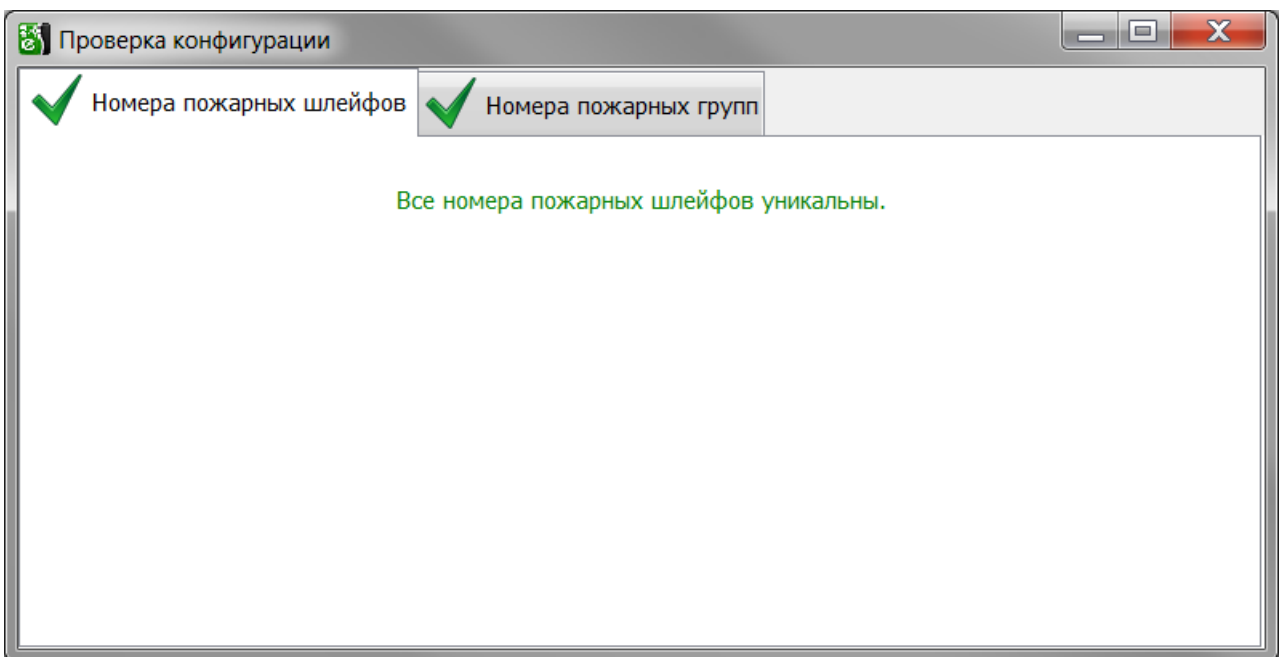 Проверка конфигурации
Номера пожарных шлейфов
Номера пожарных групп
Все номера пожарных шлейфов уникальны.